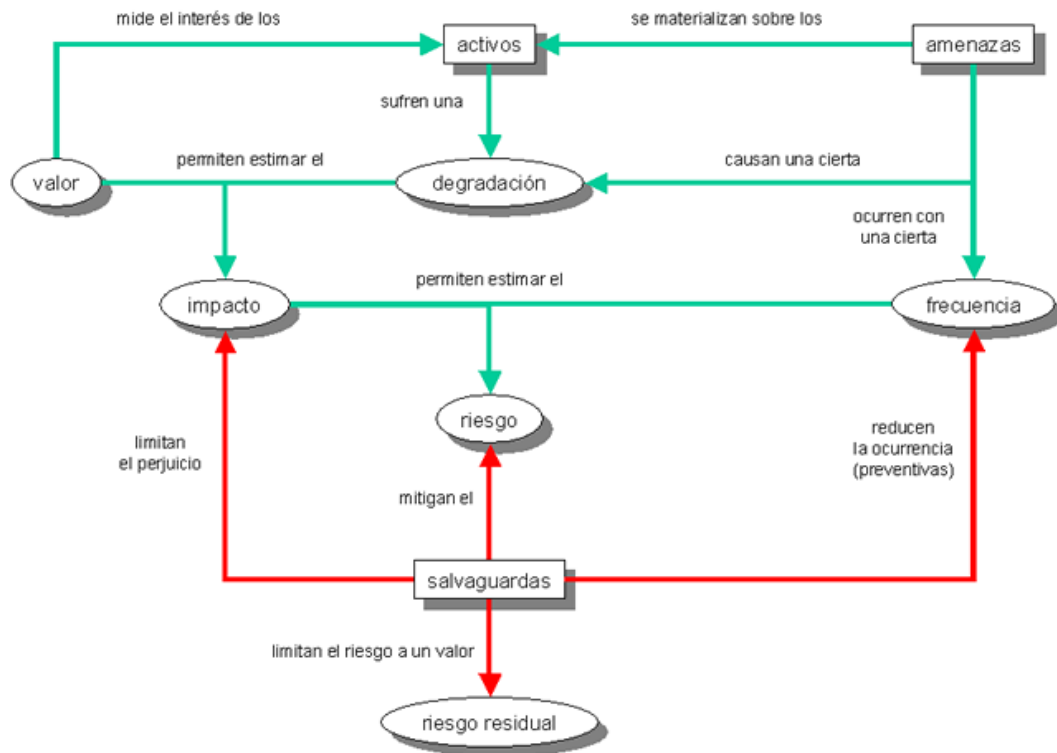 mide el interés de los
se materializan sobre los
activos
amenazas
sufren una
permiten estimar el
causan una cierta
valor
degradación
ocurren con
una cierta
permiten estimar el
impacto
frecuencia
riesgo
limitan
el perjuicio
reducen
la ocurrencia
(preventivas)
mitigan el
salvaguardas
limitan el riesgo a un valor
riesgo residual